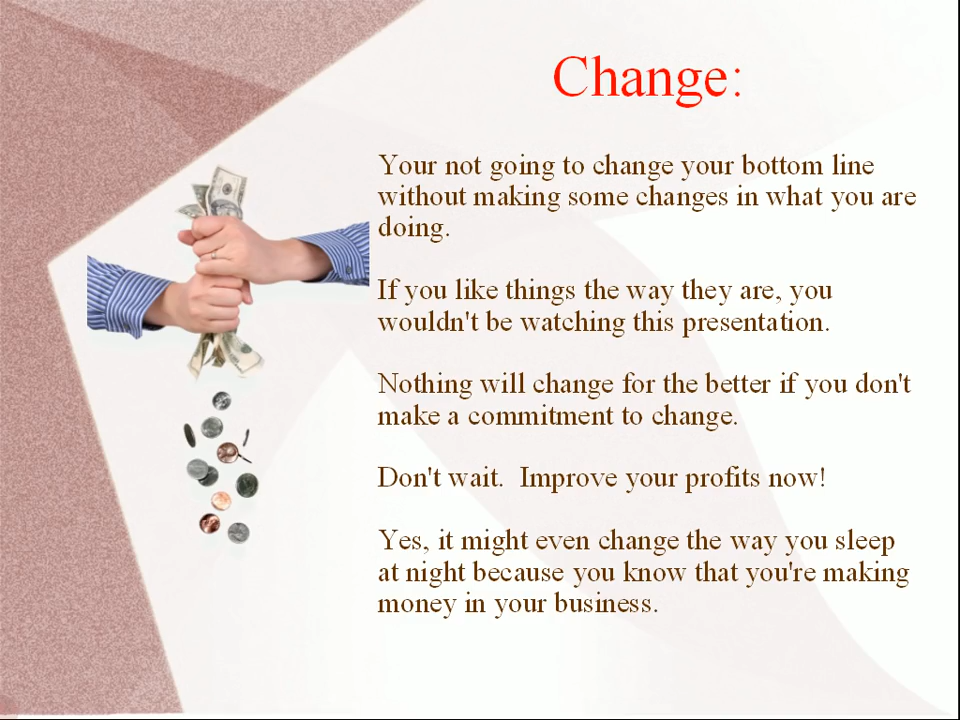 Change:
Your not going to change your bottom line
without making some changes in what you are
doing.
If you like things the way they are, you
wouldn't be watching this presentation.
Nothing will change for the better if you don't
make a commitment to change.
Don't wait.  Improve your profits now!
Yes, it might even change the way you sleep
at night because you know that you're making
money in your business.